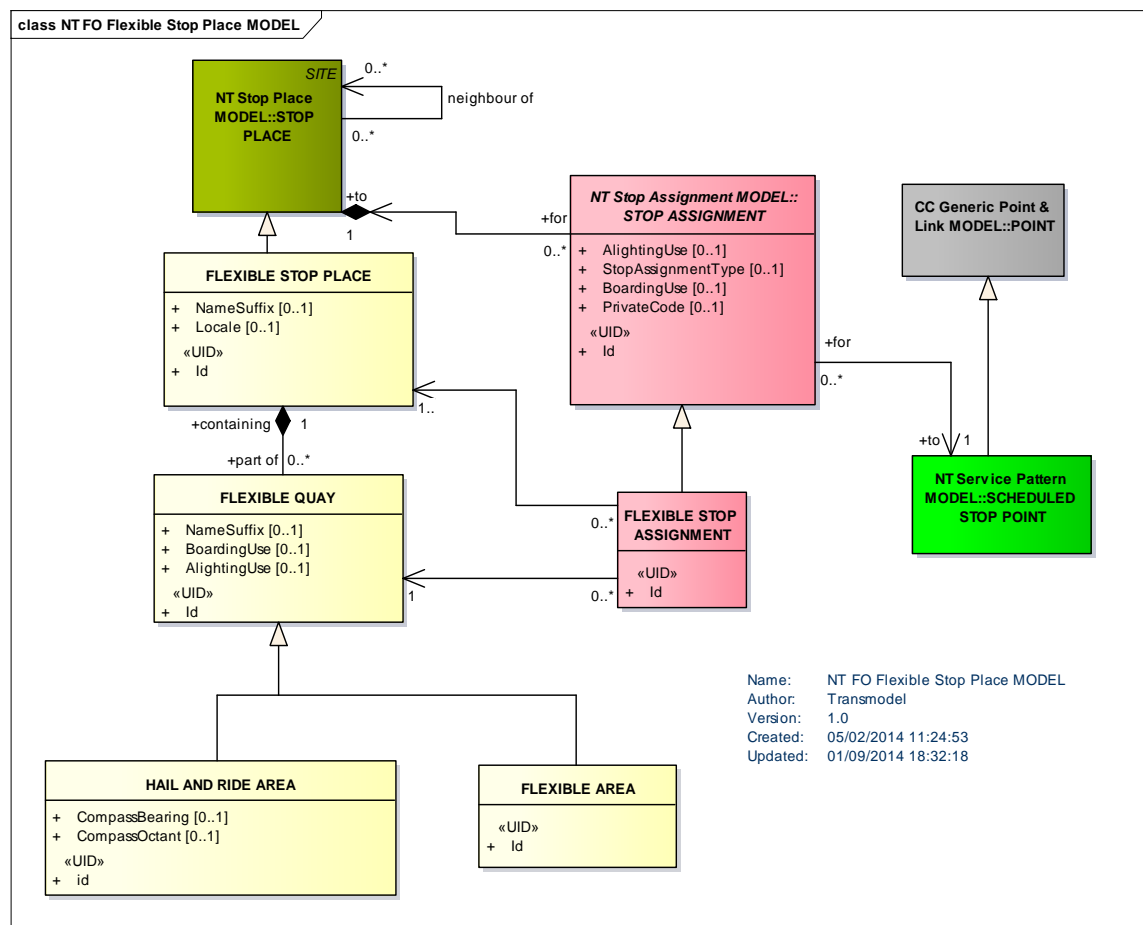 class NT FO Flexible Stop Place MODEL
SITE
NT Stop Place
MODEL::STOP
PLACE
0..*
neighbour of
0..*
+to
1
NT Stop Assignment MODEL::
STOP ASSIGNMENT
+ AlightingUse [0..1]
+ StopAssignmentType [0..1]
+ BoardingUse [0..1]
+ PrivateCode [0..1]
«UID»
+ Id
+for
0..*
CC Generic Point &
Link MODEL::POINT
FLEXIBLE STOP PLACE
+ NameSuffix [0..1]
+ Locale [0..1]
«UID»
+ Id
+for
0..*
1..
+containing 1
+part of 0..*
+to 1
NT Service Pattern
MODEL::SCHEDULED
STOP POINT
FLEXIBLE QUAY
+ NameSuffix [0..1]
+ BoardingUse [0..1]
+ AlightingUse [0..1]
«UID»
+ Id
0..*
FLEXIBLE STOP
ASSIGNMENT
«UID»
+ Id
1
0..*
Name: NT FO Flexible Stop Place MODEL
Author: Transmodel
Version: 1.0
Created: 05/02/2014 11:24:53
Updated: 01/09/2014 18:32:18
HAIL AND RIDE AREA
+ CompassBearing [0..1]
+ CompassOctant [0..1]
«UID»
+ id
FLEXIBLE AREA
«UID»
+ Id